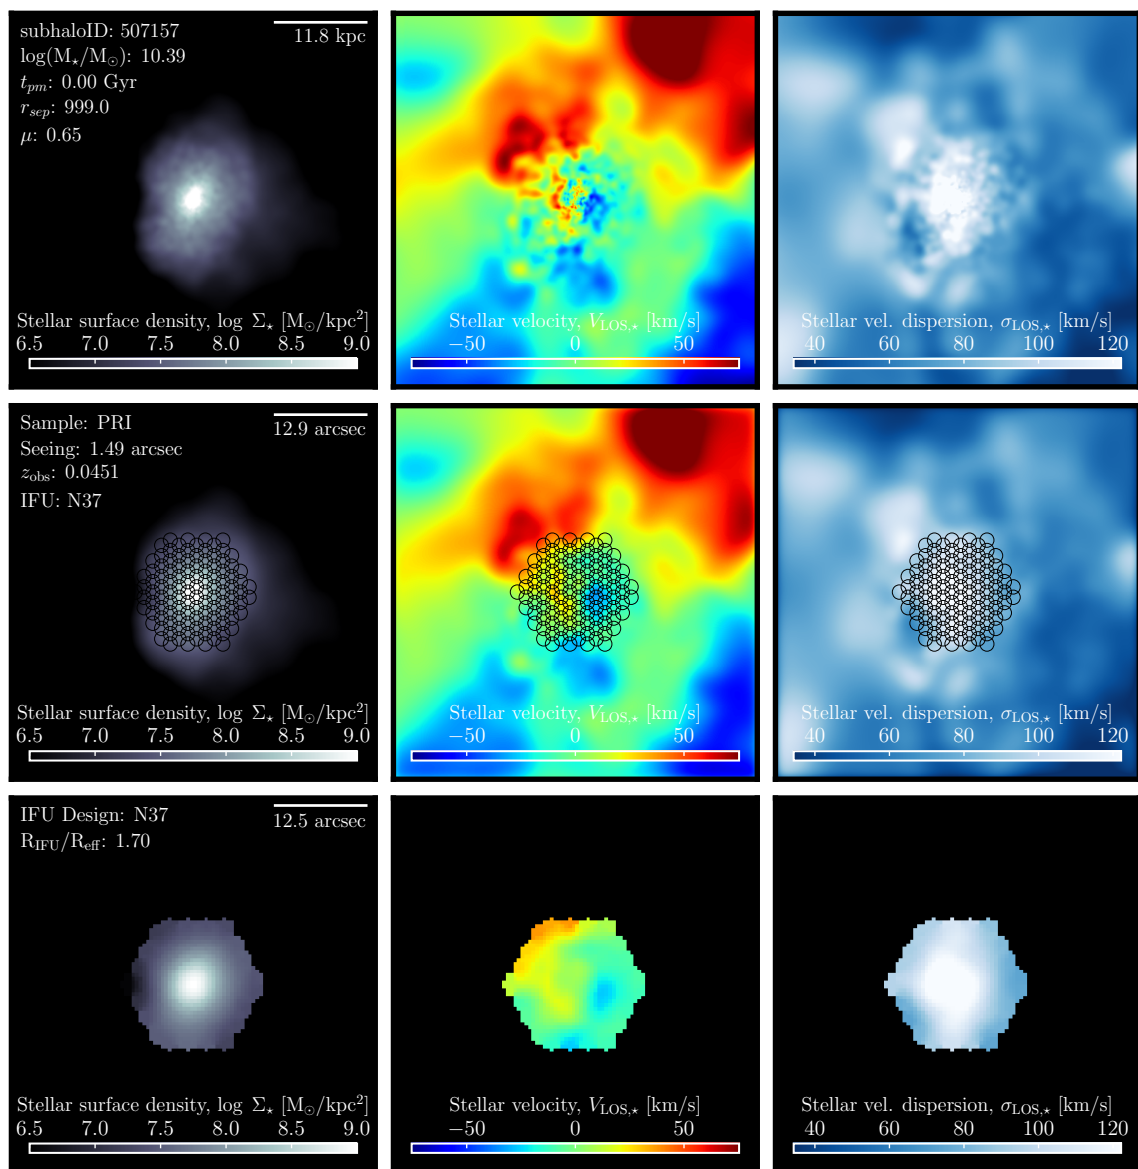 subhaloID: 507157
log(M⋆/M⊙): 10.39
t_pm: 0.00 Gyr
r_sep: 999.0
μ: 0.65
11.8 kpc
Stellar surface density, log Σ⋆ [M⊙/kpc²]
6.5 7.0 7.5 8.0 8.5 9.0
Stellar velocity, V_LOS,⋆ [km/s]
−50 0 50
Stellar vel. dispersion, σ_LOS,⋆ [km/s]
40 60 80 100 120
Sample: PRI
Seeing: 1.49 arcsec
z_obs: 0.0451
IFU: N37
12.9 arcsec
Stellar surface density, log Σ⋆ [M⊙/kpc²]
6.5 7.0 7.5 8.0 8.5 9.0
Stellar velocity, V_LOS,⋆ [km/s]
−50 0 50
Stellar vel. dispersion, σ_LOS,⋆ [km/s]
40 60 80 100 120
IFU Design: N37
R_IFU/R_eff: 1.70
12.5 arcsec
Stellar surface density, log Σ⋆ [M⊙/kpc²]
6.5 7.0 7.5 8.0 8.5 9.0
Stellar velocity, V_LOS,⋆ [km/s]
−50 0 50
Stellar vel. dispersion, σ_LOS,⋆ [km/s]
40 60 80 100 120